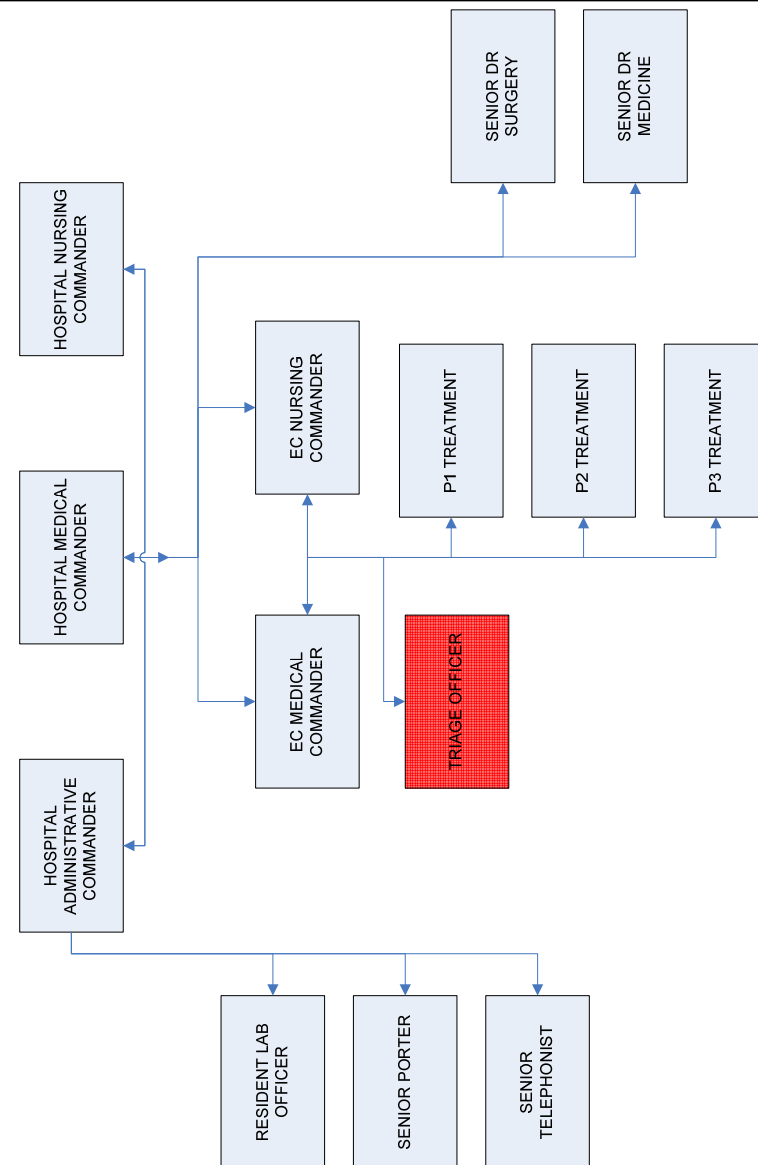 HOSPITAL
ADMINISTRATIVE
COMMANDER
HOSPITAL MEDICAL
COMMANDER
HOSPITAL NURSING
COMMANDER
RESIDENT LAB
OFFICER
SENIOR PORTER
SENIOR
TELEPHONIST
EC MEDICAL
COMMANDER
EC NURSING
COMMANDER
TRIAGE OFFICER
P1 TREATMENT
P2 TREATMENT
P3 TREATMENT
SENIOR DR
SURGERY
SENIOR DR
MEDICINE